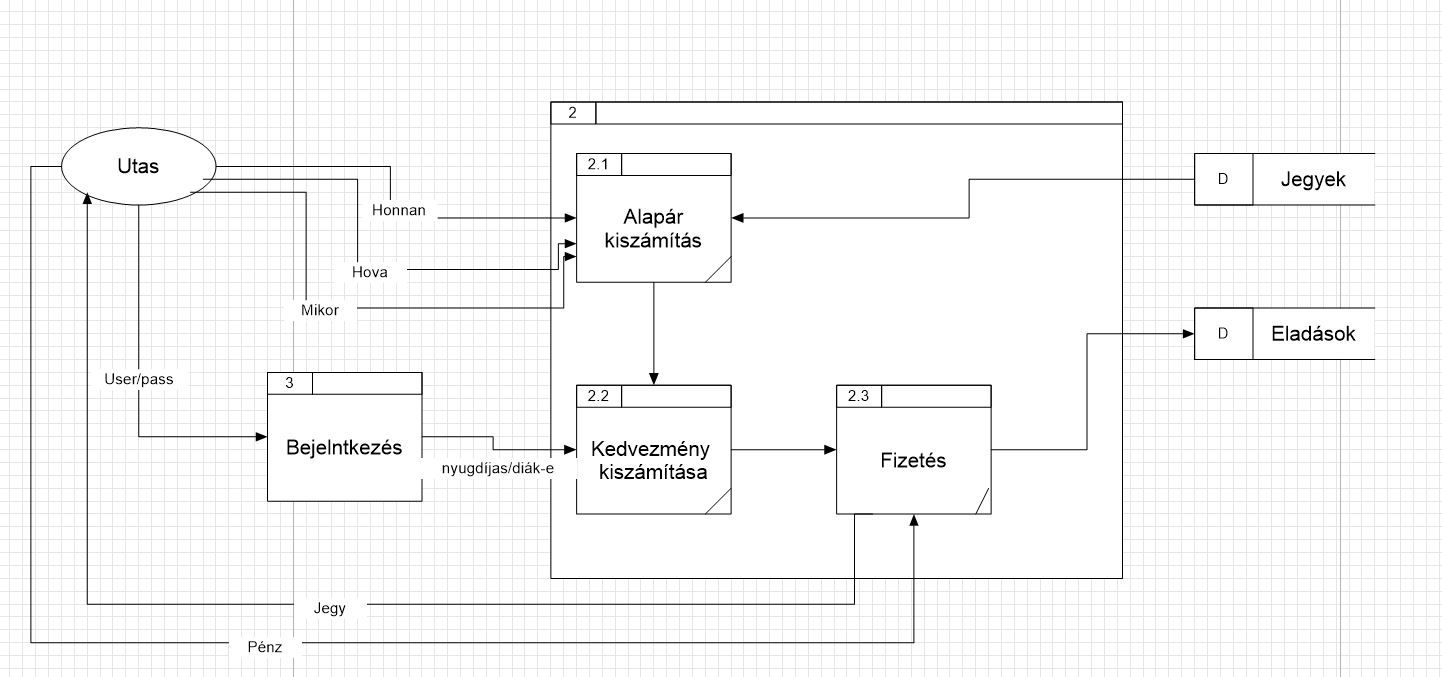 2
2.1
Utas
D
Jegyek
Honnan
Alapár
kiszámítás
Hova
Mikor
D
Eladások
User/pass
3
2.2
2.3
Bejelntkezés
nyugdíjas/diák-e
Kedvezmény
kiszámítása
Fizetés
Jegy
Pénz